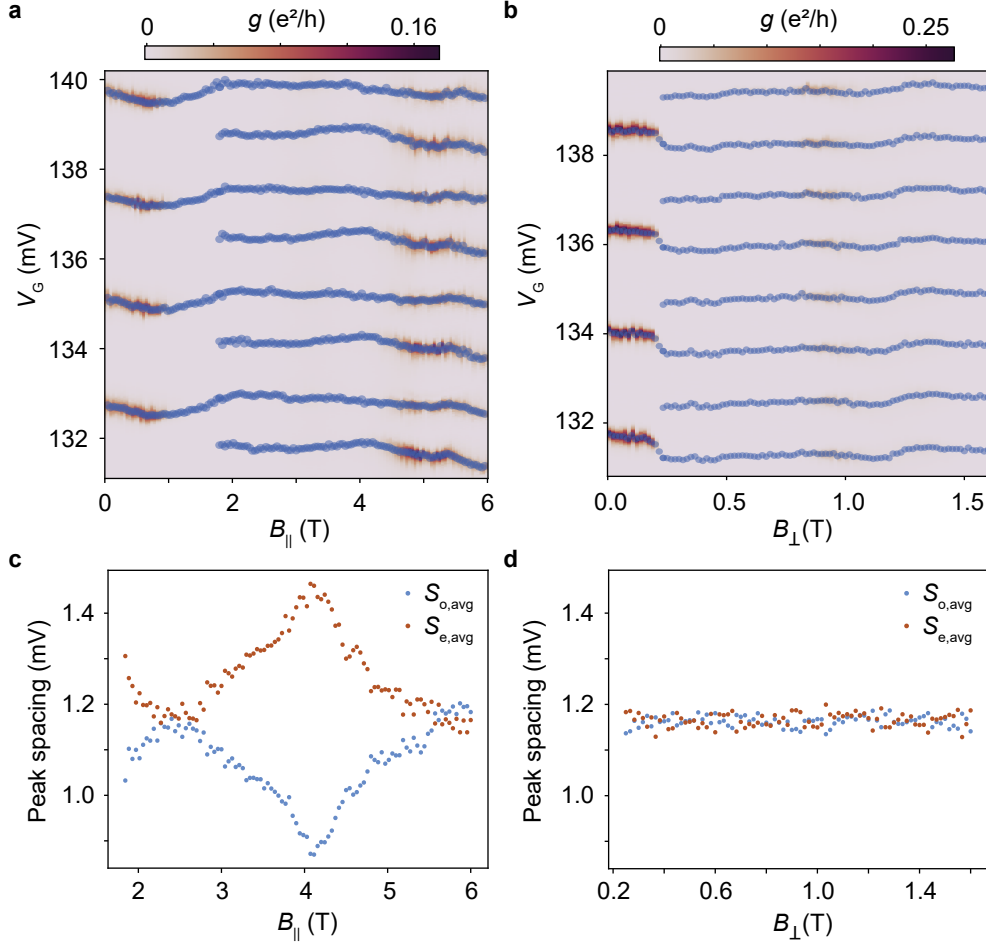 a
g (e²/h)
0 0.16
140
138
136
134
132
V_G (mV)
0 2 4 6
B_∥ (T)
b
g (e²/h)
0 0.25
138
136
134
132
V_G (mV)
0.0 0.5 1.0 1.5
B_⊥(T)
c
S_o,avg
S_e,avg
1.4
1.2
1.0
Peak spacing (mV)
2 3 4 5 6
B_∥ (T)
d
S_o,avg
S_e,avg
1.4
1.2
1.0
Peak spacing (mV)
0.2 0.6 1.0 1.4
B_⊥(T)